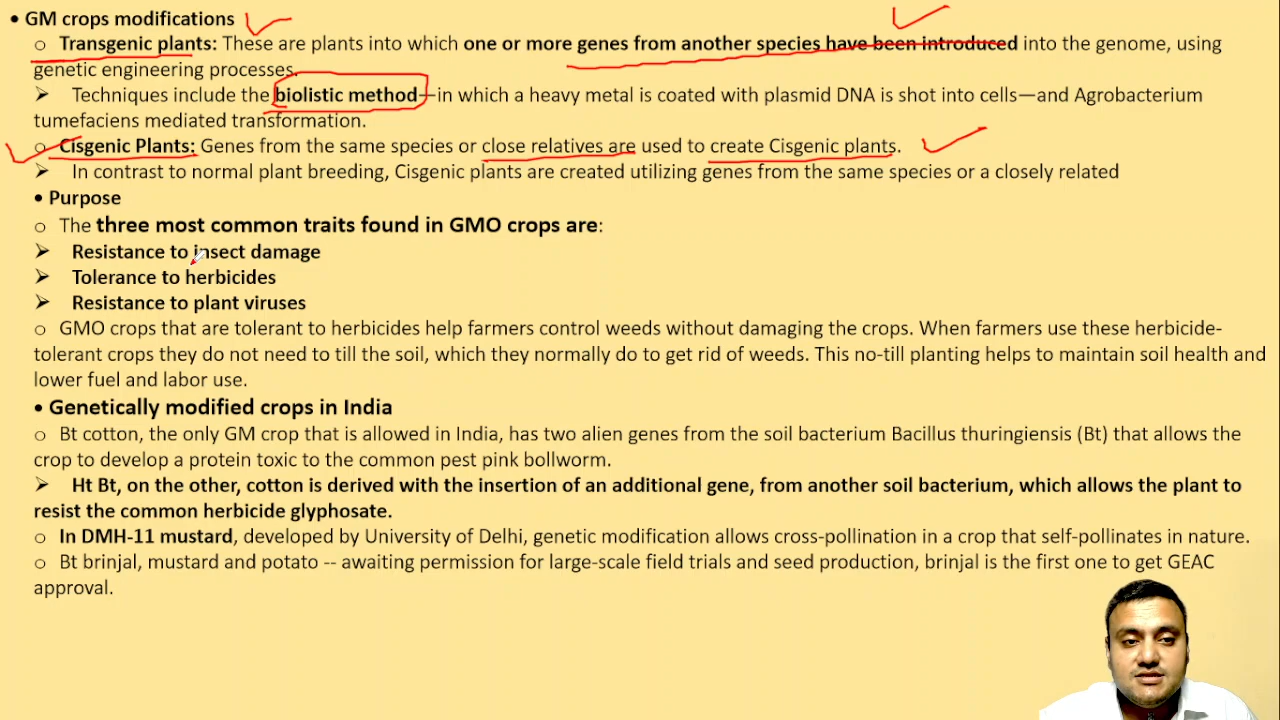 • GM crops modifications
o Transgenic plants: These are plants into which one or more genes from another species have been introduced into the genome, using
genetic engineering processes.
➤ Techniques include the biolistic method—in which a heavy metal is coated with plasmid DNA is shot into cells—and Agrobacterium
tumefaciens mediated transformation.
o Cisgenic Plants: Genes from the same species or close relatives are used to create Cisgenic plants.
➤ In contrast to normal plant breeding, Cisgenic plants are created utilizing genes from the same species or a closely related
• Purpose
o The three most common traits found in GMO crops are:
➤ Resistance to insect damage
➤ Tolerance to herbicides
➤ Resistance to plant viruses
o GMO crops that are tolerant to herbicides help farmers control weeds without damaging the crops. When farmers use these herbicide-
tolerant crops they do not need to till the soil, which they normally do to get rid of weeds. This no-till planting helps to maintain soil health and
lower fuel and labor use.
• Genetically modified crops in India
o Bt cotton, the only GM crop that is allowed in India, has two alien genes from the soil bacterium Bacillus thuringiensis (Bt) that allows the
crop to develop a protein toxic to the common pest pink bollworm.
➤ Ht Bt, on the other, cotton is derived with the insertion of an additional gene, from another soil bacterium, which allows the plant to
resist the common herbicide glyphosate.
o In DMH-11 mustard, developed by University of Delhi, genetic modification allows cross-pollination in a crop that self-pollinates in nature.
o Bt brinjal, mustard and potato -- awaiting permission for large-scale field trials and seed production, brinjal is the first one to get GEAC
approval.